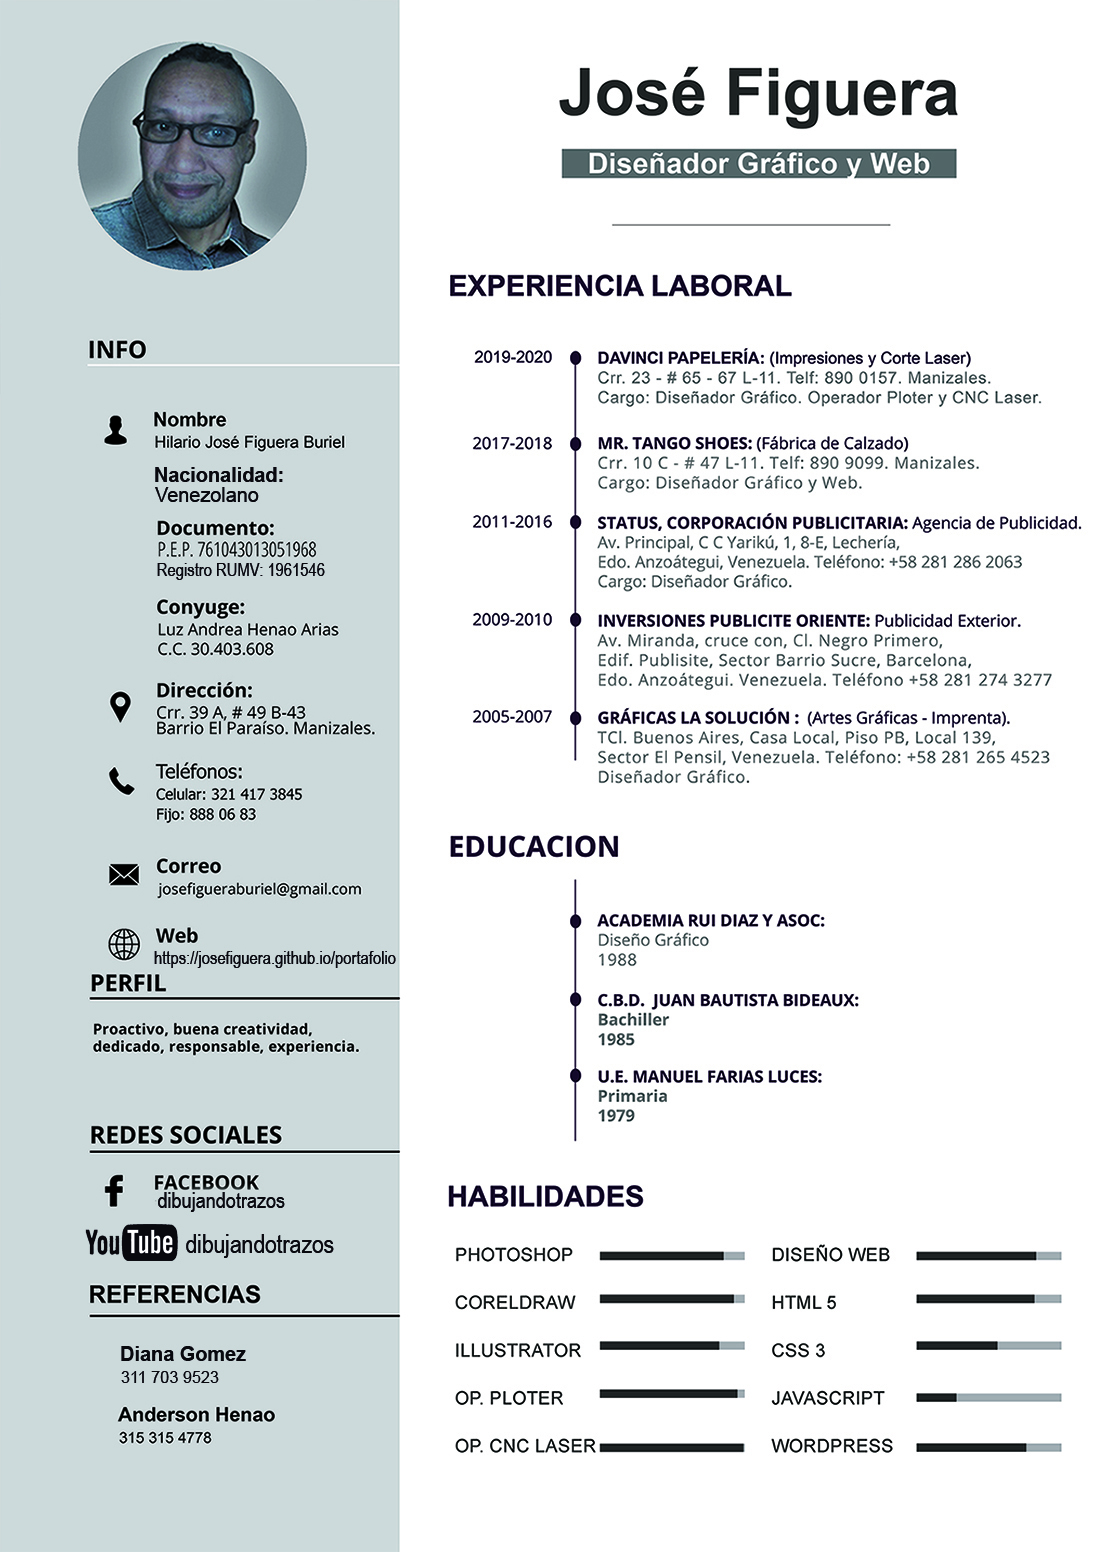 José Figuera
Diseñador Gráfico y Web
INFO
Nombre
Hilario José Figuera Buriel
Nacionalidad:
Venezolano
Documento:
P.E.P. 761043013051968
Registro RUMV: 1961546
Conyuge:
Luz Andrea Henao Arias
C.C. 30.403.608
Dirección:
Crr. 39 A, # 49 B-43
Barrio El Paraíso. Manizales.
Teléfonos:
Celular: 321 417 3845
Fijo: 888 06 83
Correo
josefigueraburiel@gmail.com
Web
https://josefiguera.github.io/portafolio
PERFIL
Proactivo, buena creatividad,
dedicado, responsable, experiencia.
REDES SOCIALES
FACEBOOK
dibujandotrazos
YouTube dibujandotrazos
REFERENCIAS
Diana Gomez
311 703 9523
Anderson Henao
315 315 4778
EXPERIENCIA LABORAL
2019-2020 DAVINCI PAPELERÍA: (Impresiones y Corte Laser)
Crr. 23 - # 65 - 67 L-11. Telf: 890 0157. Manizales.
Cargo: Diseñador Gráfico. Operador Ploter y CNC Laser.
2017-2018 MR. TANGO SHOES: (Fábrica de Calzado)
Crr. 10 C - # 47 L-11. Telf: 890 9099. Manizales.
Cargo: Diseñador Gráfico y Web.
2011-2016 STATUS, CORPORACIÓN PUBLICITARIA: Agencia de Publicidad.
Av. Principal, C C Yarikú, 1, 8-E, Lechería,
Edo. Anzoátegui, Venezuela. Teléfono: +58 281 286 2063
Cargo: Diseñador Gráfico.
2009-2010 INVERSIONES PUBLICITE ORIENTE: Publicidad Exterior.
Av. Miranda, cruce con, Cl. Negro Primero,
Edif. Publisite, Sector Barrio Sucre, Barcelona,
Edo. Anzoátegui. Venezuela. Teléfono +58 281 274 3277
2005-2007 GRÁFICAS LA SOLUCIÓN : (Artes Gráficas - Imprenta).
TCl. Buenos Aires, Casa Local, Piso PB, Local 139,
Sector El Pensil, Venezuela. Teléfono: +58 281 265 4523
Diseñador Gráfico.
EDUCACION
ACADEMIA RUI DIAZ Y ASOC:
Diseño Gráfico
1988
C.B.D. JUAN BAUTISTA BIDEAUX:
Bachiller
1985
U.E. MANUEL FARIAS LUCES:
Primaria
1979
HABILIDADES
PHOTOSHOP
CORELDRAW
ILLUSTRATOR
OP. PLOTER
OP. CNC LASER
DISEÑO WEB
HTML 5
CSS 3
JAVASCRIPT
WORDPRESS